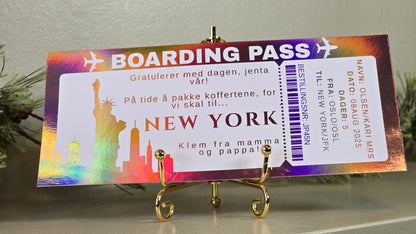 BOARDING PASS
Gratulerer med dagen, jenta
vår!
På tide å pakke koffertene, for
vi skal til...
NEW YORK
Klem fra mamma
og pappa!
BESTILLINGSNR: JP45N
NAVN: OLSEN/KARI MRS
DATO: 08AUG 2025
DAGER: 5
FRA: OSLO/OSL
TIL: NEW YORK/JFK